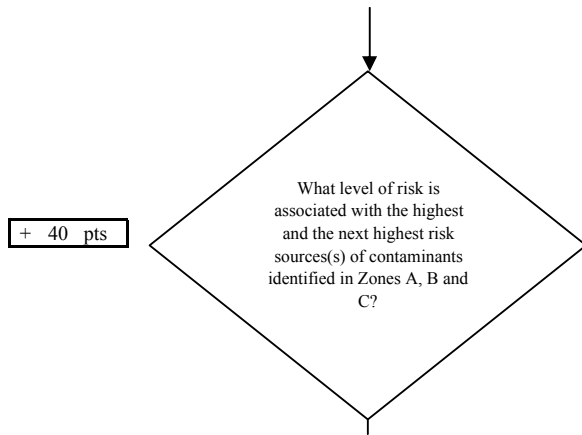 What level of risk is
associated with the highest
and the next highest risk
sources(s) of contaminants
identified in Zones A, B and
C?
+ 40 pts